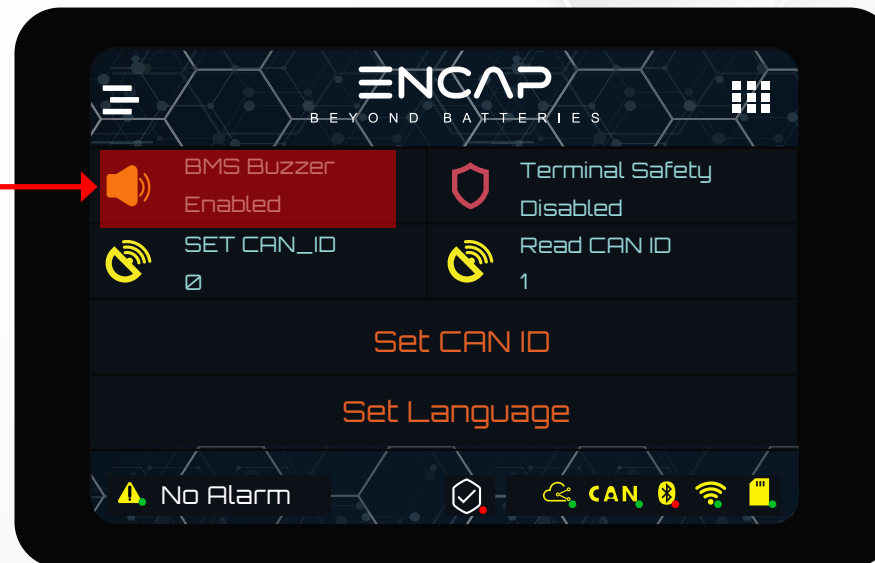 ENCAP
BEYOND BATTERIES
BMS Buzzer
Enabled
Terminal Safety
Disabled
SET CAN_ID
0
Read CAN ID
1
Set CAN ID
Set Language
No Alarm
CAN